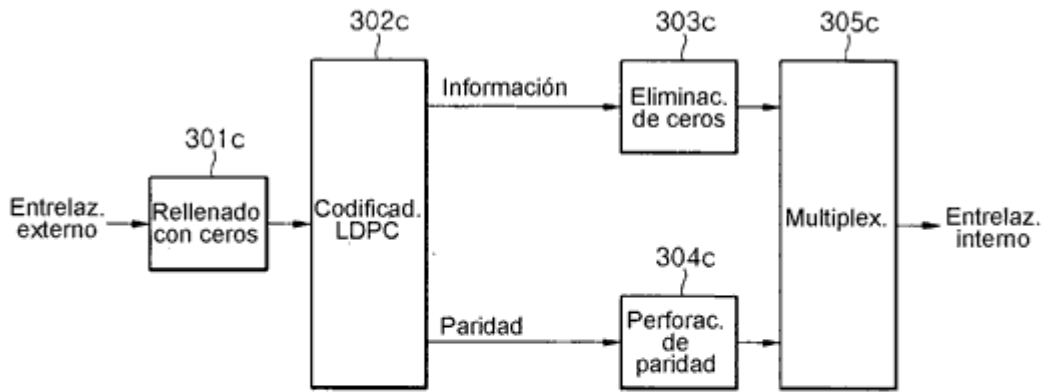 302c
303c
305c
Información
Eliminac.
de ceros
301c
Entrelaz.
externo
Rellenado
con ceros
Codificad.
LDPC
Multiplex.
Entrelaz.
interno
304c
Paridad
Perforac.
de
paridad